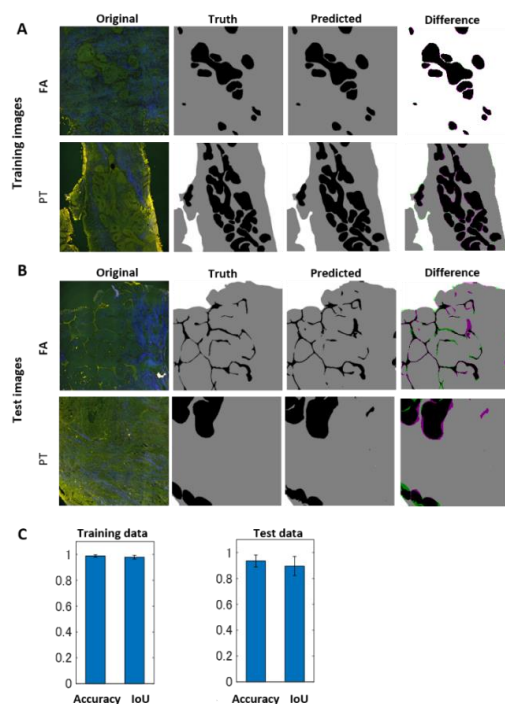 A
Original Truth Predicted Difference
Training images
FA
PT
B
Original Truth Predicted Difference
Test images
FA
PT
C
Training data
1
0.8
0.6
0.4
0.2
0
Accuracy IoU
Test data
1
0.8
0.6
0.4
0.2
0
Accuracy IoU